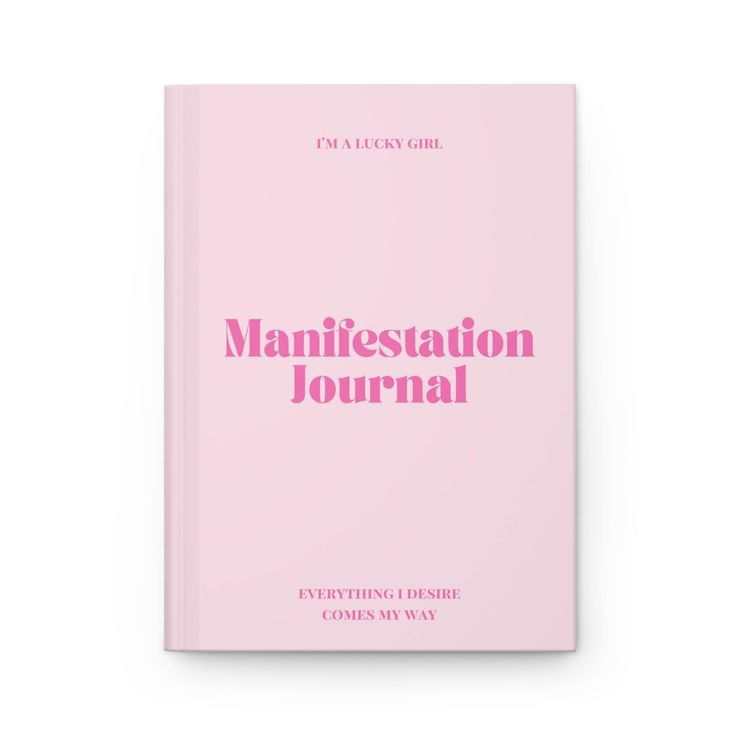 I'M A LUCKY GIRL
Manifestation
Journal
EVERYTHING I DESIRE
COMES MY WAY